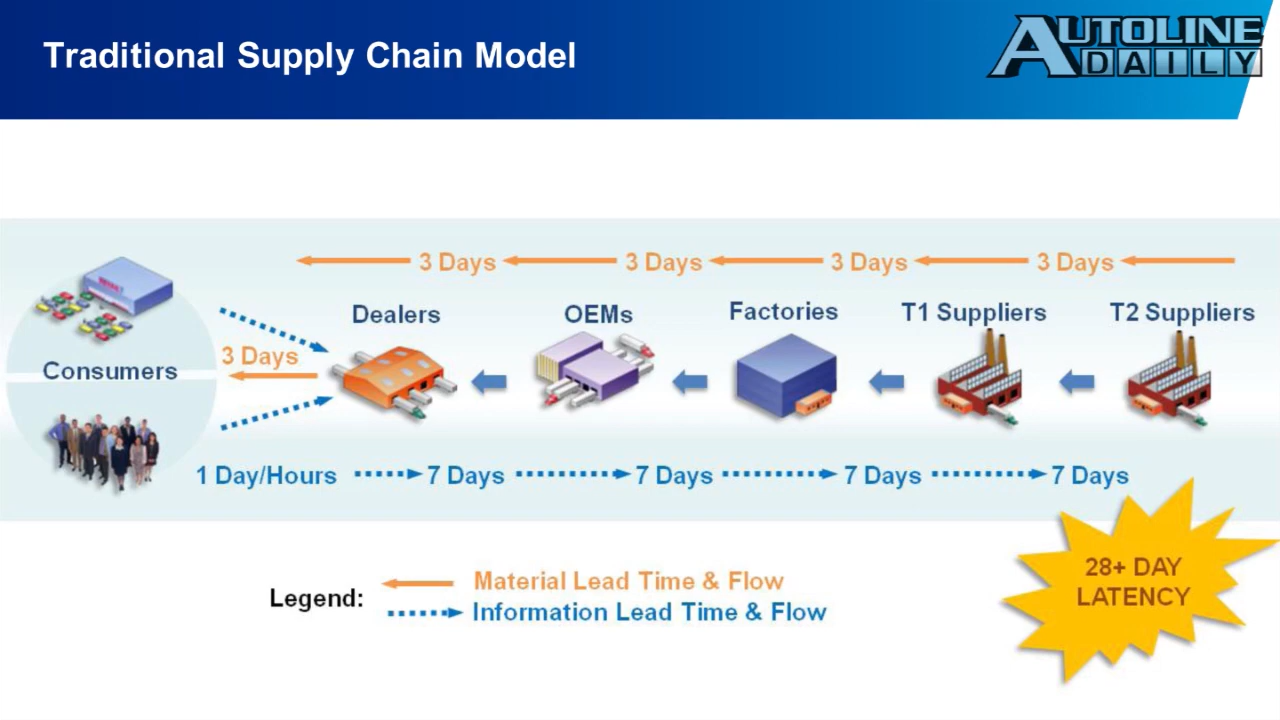 Traditional Supply Chain Model
AUTOLINE
DAILY
3 Days 3 Days 3 Days 3 Days
Dealers OEMs Factories T1 Suppliers T2 Suppliers
3 Days
Consumers
1 Day/Hours 7 Days 7 Days 7 Days 7 Days
28+ DAY
LATENCY
Legend:
Material Lead Time & Flow
Information Lead Time & Flow